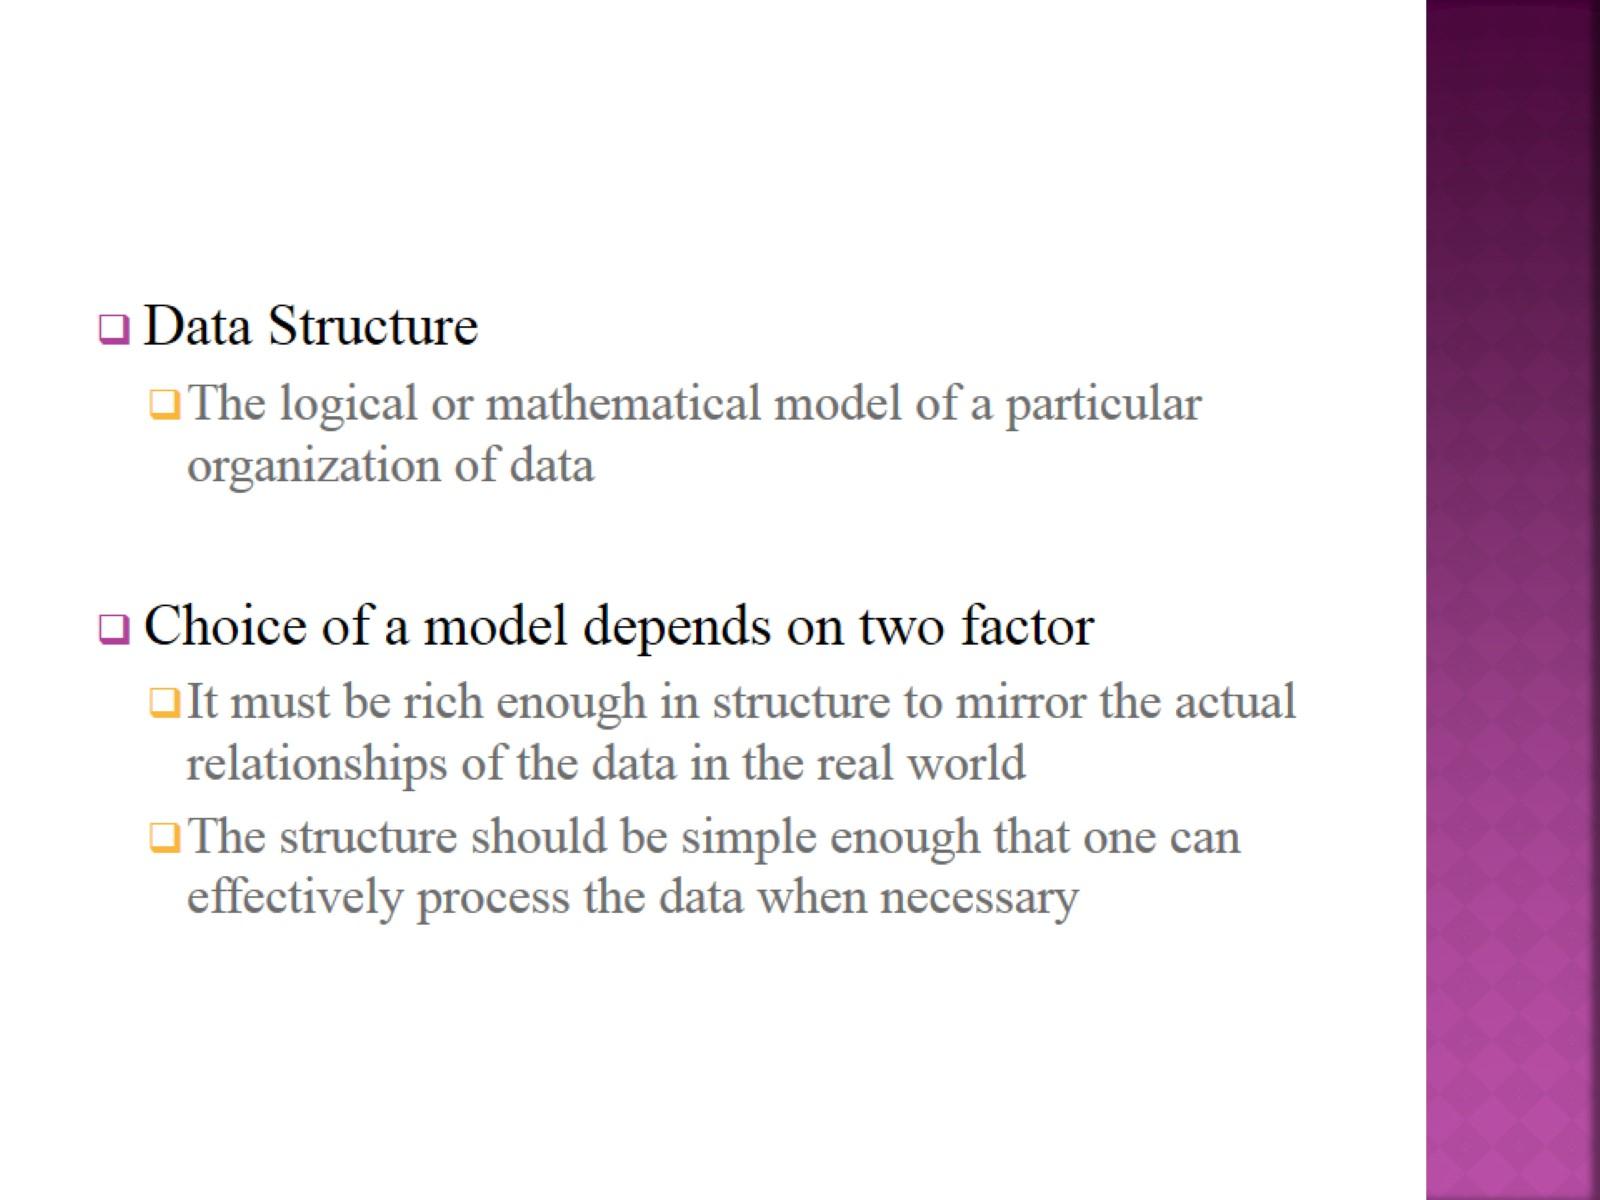 Data Structure
The logical or mathematical model of a particular
organization of data
Choice of a model depends on two factor
It must be rich enough in structure to mirror the actual
relationships of the data in the real world
The structure should be simple enough that one can
effectively process the data when necessary